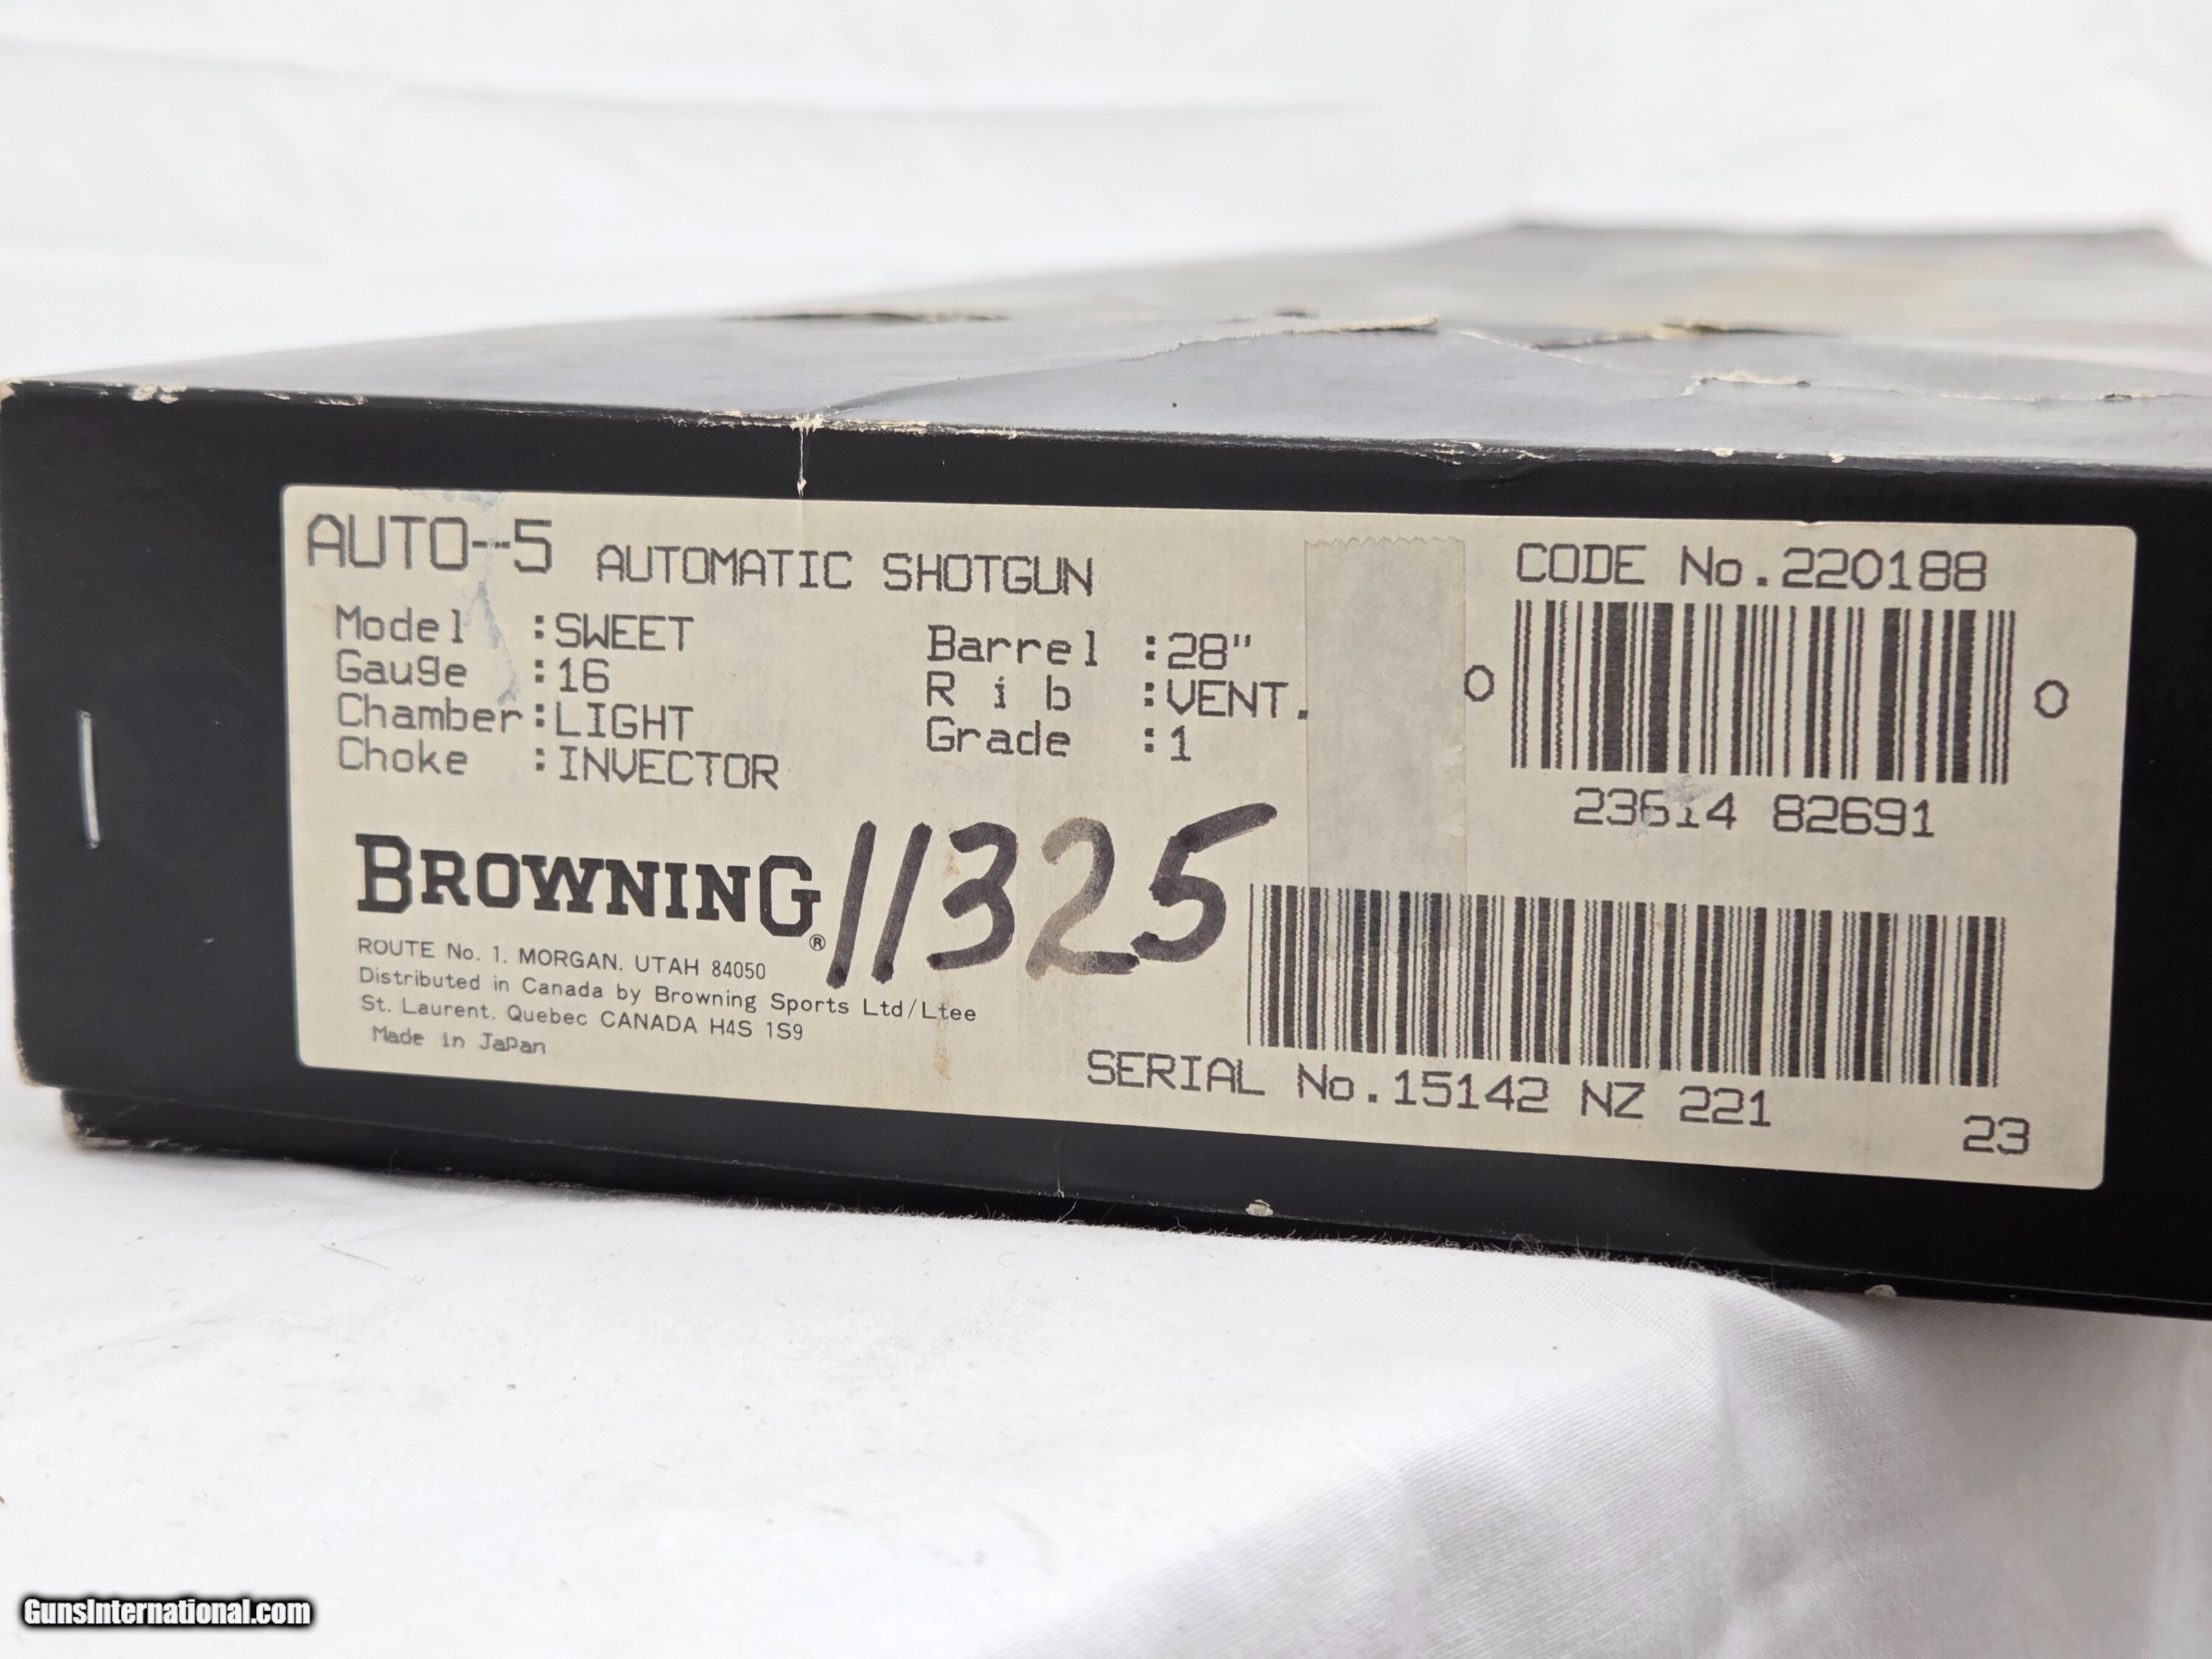 AUTO-5 AUTOMATIC SHOTGUN
Model :SWEET
Gauge :16
Chamber:LIGHT
Choke :INVECTOR
Barrel :28"
Rib :VENT.
Grade :1
CODE No.220188
0 0
23614 82691
BROWNING®
11325
ROUTE No. 1. MORGAN. UTAH 84050
Distributed in Canada by Browning Sports Ltd/Ltee
St. Laurent. Quebec CANADA H4S 1S9
Made in Japan
SERIAL No.15142 NZ 221
23
GunsInternational.com